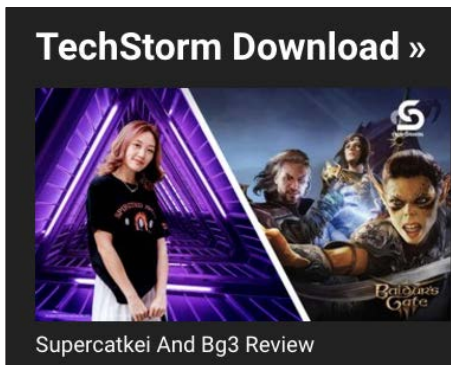 TechStorm Download »
Baldur's
Gate
Supercatkei And Bg3 Review